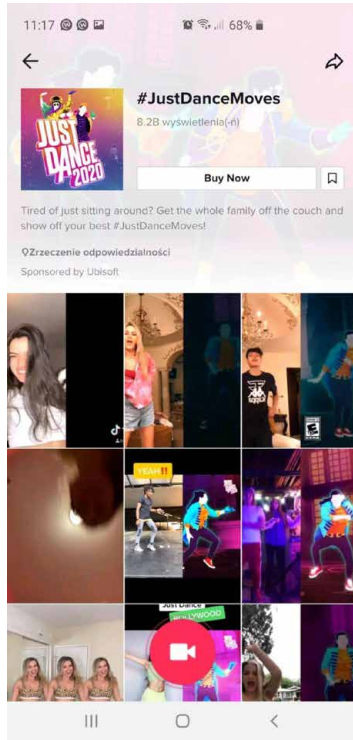 11:17 68%
#JustDanceMoves
8.2B wyświetlenia(-ń)
JUST
DANCE
2020
Buy Now
Tired of just sitting around? Get the whole family off the couch and
show off your best #JustDanceMoves!
Zrzeczenie odpowiedzialności
Sponsored by Ubisoft
YEAH!!
Just Dance
HOLLYWOOD